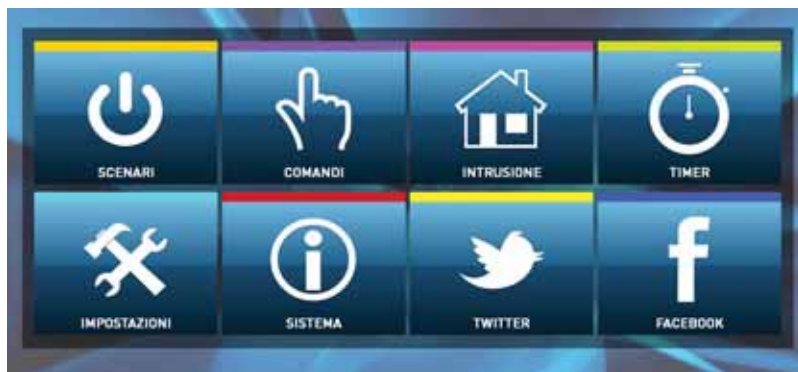 SCENARI
COMANDI
INTRUSIONE
TIMER
IMPOSTAZIONI
SISTEMA
TWITTER
FACEBOOK